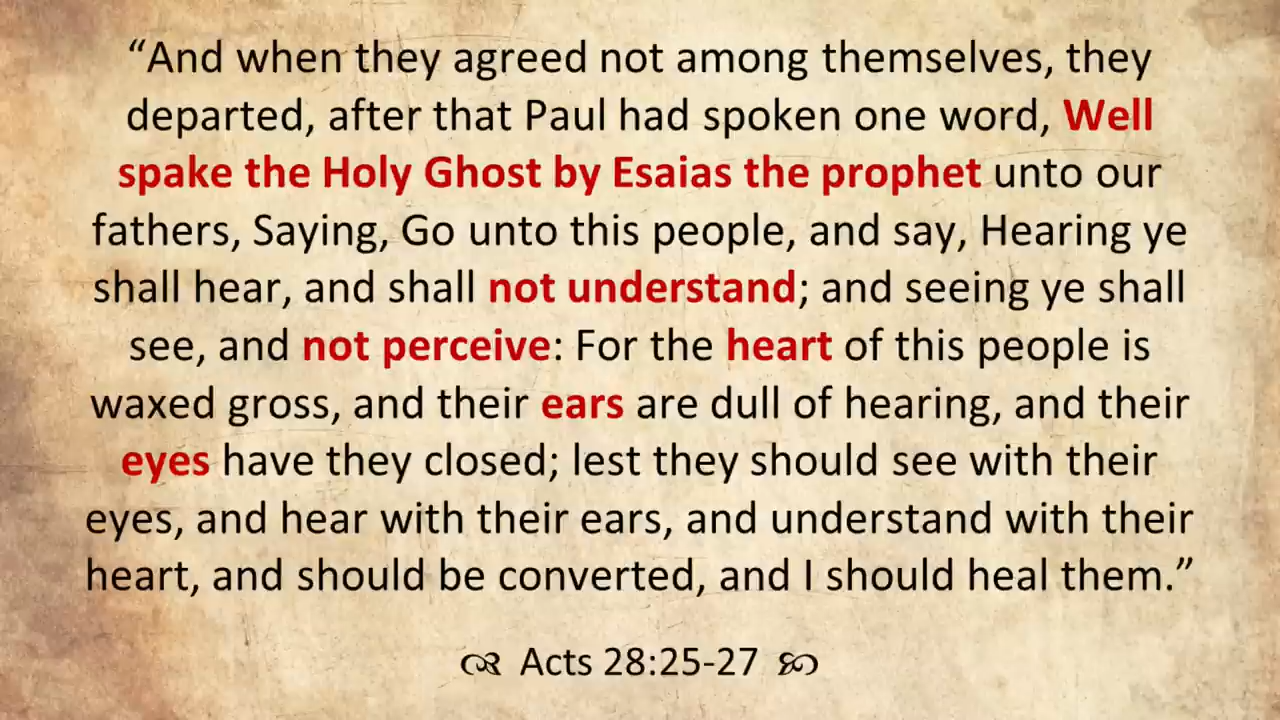 “And when they agreed not among themselves, they
departed, after that Paul had spoken one word, Well
spake the Holy Ghost by Esaias the prophet unto our
fathers, Saying, Go unto this people, and say, Hearing ye
shall hear, and shall not understand; and seeing ye shall
see, and not perceive: For the heart of this people is
waxed gross, and their ears are dull of hearing, and their
eyes have they closed; lest they should see with their
eyes, and hear with their ears, and understand with their
heart, and should be converted, and I should heal them.”
Acts 28:25-27